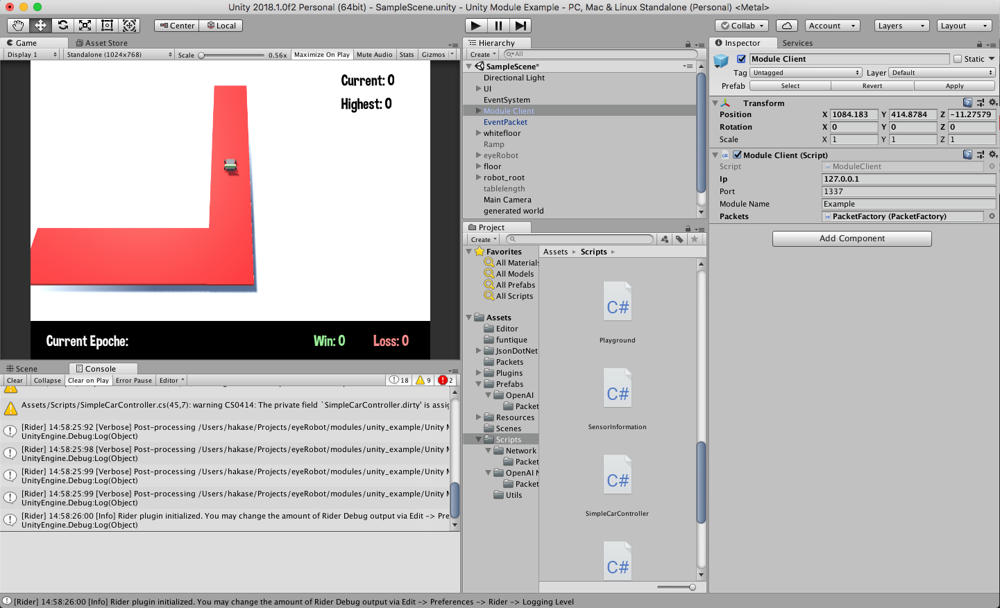 Unity 2018.1.0f2 Personal (64bit) - SampleScene.unity - Unity Module Example - PC, Mac & Linux Standalone (Personal) <Metal>
Center Local
Collab Account Layers Layout
Game Asset Store
Display 1 Standalone (1024x768) Scale 0.56x Maximize On Play Mute Audio Stats Gizmos
Current: 0
Highest: 0
Current Epoche: Win: 0 Loss: 0
Scene Console
Clear Collapse Clear on Play Error Pause Editor 18 9 2
Assets/Scripts/SimpleCarController.cs(45,7): warning CS0414: The private field `SimpleCarController.dirty' is assig
[Rider] 14:58:25:92 [Verbose] Post-processing /Users/hakase/Projects/eyeRobot/modules/unity_example/Unity M
UnityEngine.Debug:Log(Object)
[Rider] 14:58:25:98 [Verbose] Post-processing /Users/hakase/Projects/eyeRobot/modules/unity_example/Unity M
UnityEngine.Debug:Log(Object)
[Rider] 14:58:25:99 [Verbose] Post-processing /Users/hakase/Projects/eyeRobot/modules/unity_example/Unity M
UnityEngine.Debug:Log(Object)
[Rider] 14:58:25:99 [Verbose] Post-processing /Users/hakase/Projects/eyeRobot/modules/unity_example/Unity M
UnityEngine.Debug:Log(Object)
[Rider] 14:58:26:00 [Info] Rider plugin initialized. You may change the amount of Rider Debug output via Edit -> Pre
UnityEngine.Debug:Log(Object)
Hierarchy
Create All
SampleScene*
Directional Light
UI
EventSystem
Module Client
EventPacket
whitefloor
Ramp
eyeRobot
floor
robot_root
tablelength
Main Camera
generated world
Project
Create
Favorites
All Materials
All Models
All Prefabs
All Scripts
Assets
Editor
funtique
JsonDotNet
Packets
Plugins
Prefabs
OpenAI
Packet
Resources
Scenes
Scripts
Network
Packet
OpenAI N
Packet
Utils
Assets Scripts
C#
Playground
C#
SensorInformation
C#
SimpleCarController
C#
Inspector Services
Module Client Static
Tag Untagged Layer Default
Prefab Select Revert Apply
Transform
Position X 1084.183 Y 414.8784 Z -11.27579
Rotation X 0 Y 0 Z 0
Scale X 1 Y 1 Z 1
Module Client (Script)
Script ModuleClient
Ip 127.0.0.1
Port 1337
Module Name Example
Packets PacketFactory (PacketFactory)
Add Component
[Rider] 14:58:26:00 [Info] Rider plugin initialized. You may change the amount of Rider Debug output via Edit -> Preferences -> Rider -> Logging Level